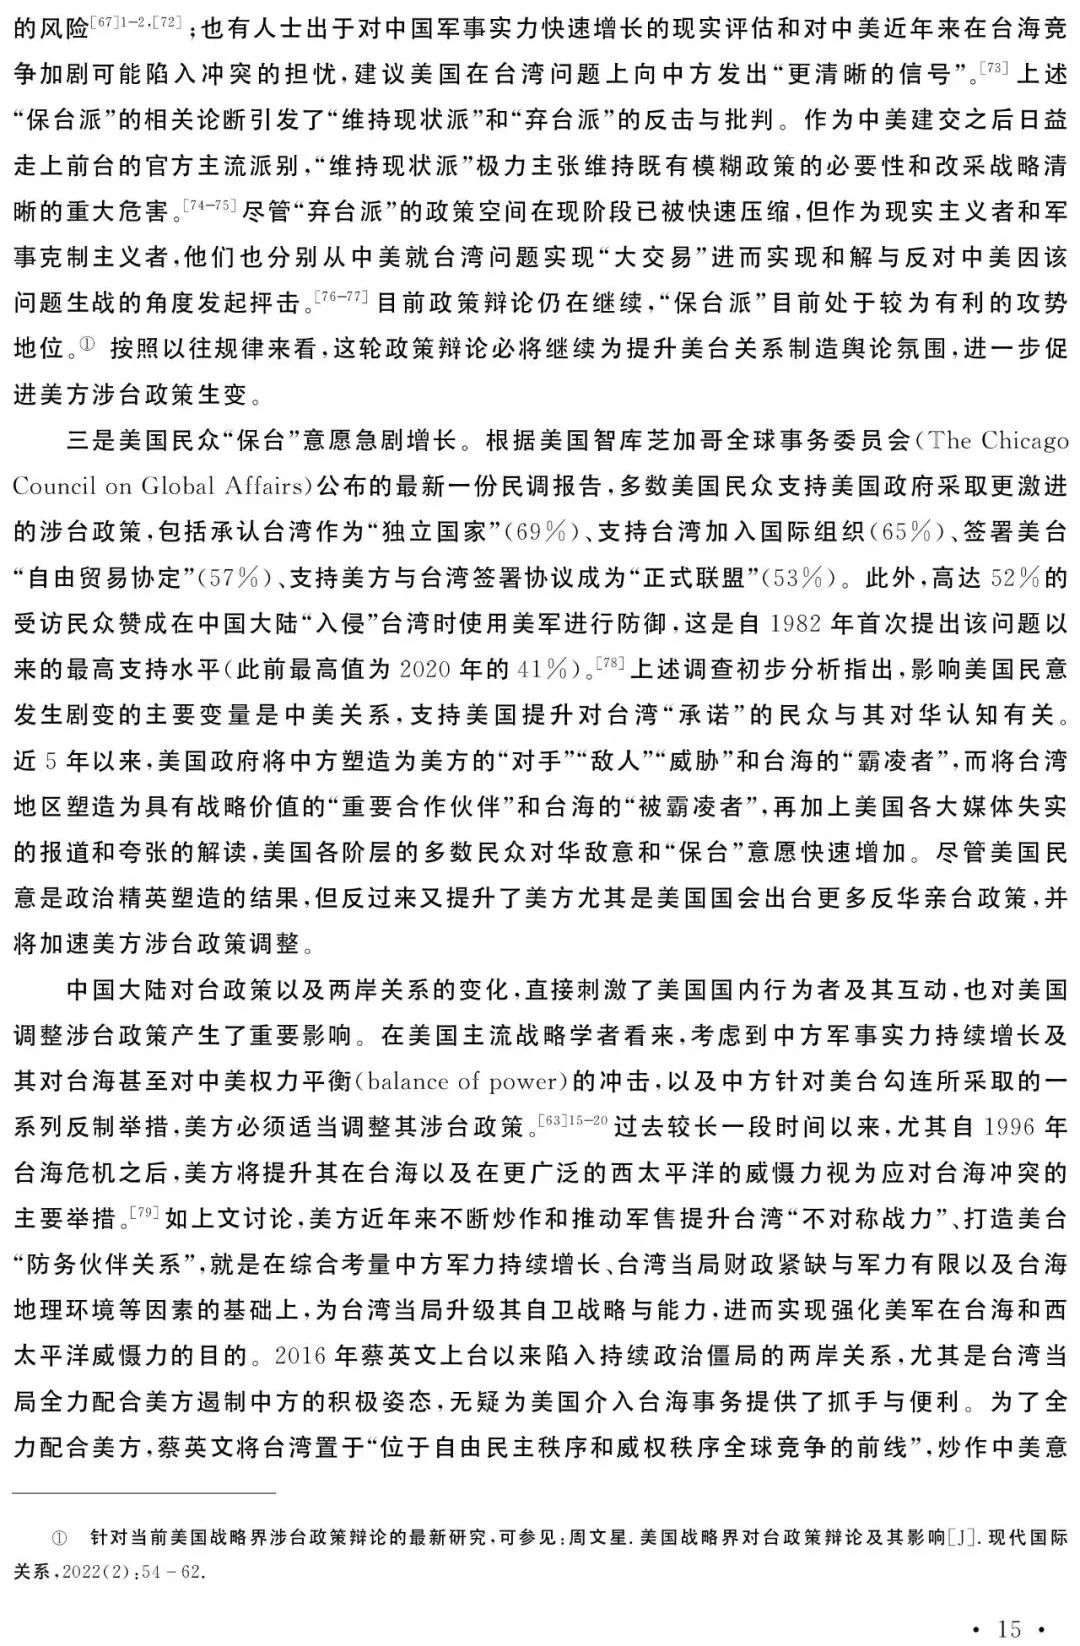 的风险[67]1-2,[72];也有人士出于对中国军事实力快速增长的现实评估和对中美近年来在台海竞
争加剧可能陷入冲突的担忧,建议美国在台湾问题上向中方发出“更清晰的信号”。[73]上述
“保台派”的相关论断引发了“维持现状派”和“弃台派”的反击与批判。作为中美建交之后日益
走上前台的官方主流派别,“维持现状派”极力主张维持既有模糊政策的必要性和改采战略清
晰的重大危害。[74-75]尽管“弃台派”的政策空间在现阶段已被快速压缩,但作为现实主义者和军
事克制主义者,他们也分别从中美就台湾问题实现“大交易”进而实现和解与反对中美因该
问题生战的角度发起抨击。[76-77]目前政策辩论仍在继续,“保台派”目前处于较为有利的攻势
地位。① 按照以往规律来看,这轮政策辩论必将继续为提升美台关系制造舆论氛围,进一步促
进美方涉台政策生变。
三是美国民众“保台”意愿急剧增长。根据美国智库芝加哥全球事务委员会(The Chicago
Council on Global Affairs)公布的最新一份民调报告,多数美国民众支持美国政府采取更激进
的涉台政策,包括承认台湾作为“独立国家”(69%)、支持台湾加入国际组织(65%)、签署美台
“自由贸易协定”(57%)、支持美方与台湾签署协议成为“正式联盟”(53%)。此外,高达 52%的
受访民众赞成在中国大陆“入侵”台湾时使用美军进行防御,这是自 1982 年首次提出该问题以
来的最高支持水平(此前最高值为 2020 年的 41%)。[78]上述调查初步分析指出,影响美国民意
发生剧变的主要变量是中美关系,支持美国提升对台湾“承诺”的民众与其对华认知有关。
近 5 年以来,美国政府将中方塑造为美方的“对手”“敌人”“威胁”和台海的“霸凌者”,而将台湾
地区塑造为具有战略价值的“重要合作伙伴”和台海的“被霸凌者”,再加上美国各大媒体失实
的报道和夸张的解读,美国各阶层的多数民众对华敌意和“保台”意愿快速增加。尽管美国民
意是政治精英塑造的结果,但反过来又提升了美方尤其是美国国会出台更多反华亲台政策,并
将加速美方涉台政策调整。
中国大陆对台政策以及两岸关系的变化,直接刺激了美国国内行为者及其互动,也对美国
调整涉台政策产生了重要影响。在美国主流战略学者看来,考虑到中方军事实力持续增长及
其对台海甚至对中美权力平衡(balance of power)的冲击,以及中方针对美台勾连所采取的一
系列反制举措,美方必须适当调整其涉台政策。[63]15-20过去较长一段时间以来,尤其自 1996 年
台海危机之后,美方将提升其在台海以及在更广泛的西太平洋的威慑力视为应对台海冲突的
主要举措。[79]如上文讨论,美方近年来不断炒作和推动军售提升台湾“不对称战力”、打造美台
“防务伙伴关系”,就是在综合考量中方军力持续增长、台湾当局财政紧缺与军力有限以及台海
地理环境等因素的基础上,为台湾当局升级其自卫战略与能力,进而实现强化美军在台海和西
太平洋威慑力的目的。2016 年蔡英文上台以来陷入持续政治僵局的两岸关系,尤其是台湾当
局全力配合美方遏制中方的积极姿态,无疑为美国介入台海事务提供了抓手与便利。为了全
力配合美方,蔡英文将台湾置于“位于自由民主秩序和威权秩序全球竞争的前线”,炒作中美意
① 针对当前美国战略界涉台政策辩论的最新研究,可参见:周文星. 美国战略界对台政策辩论及其影响[J]. 现代国际
关系,2022(2):54-62.
· 15 ·